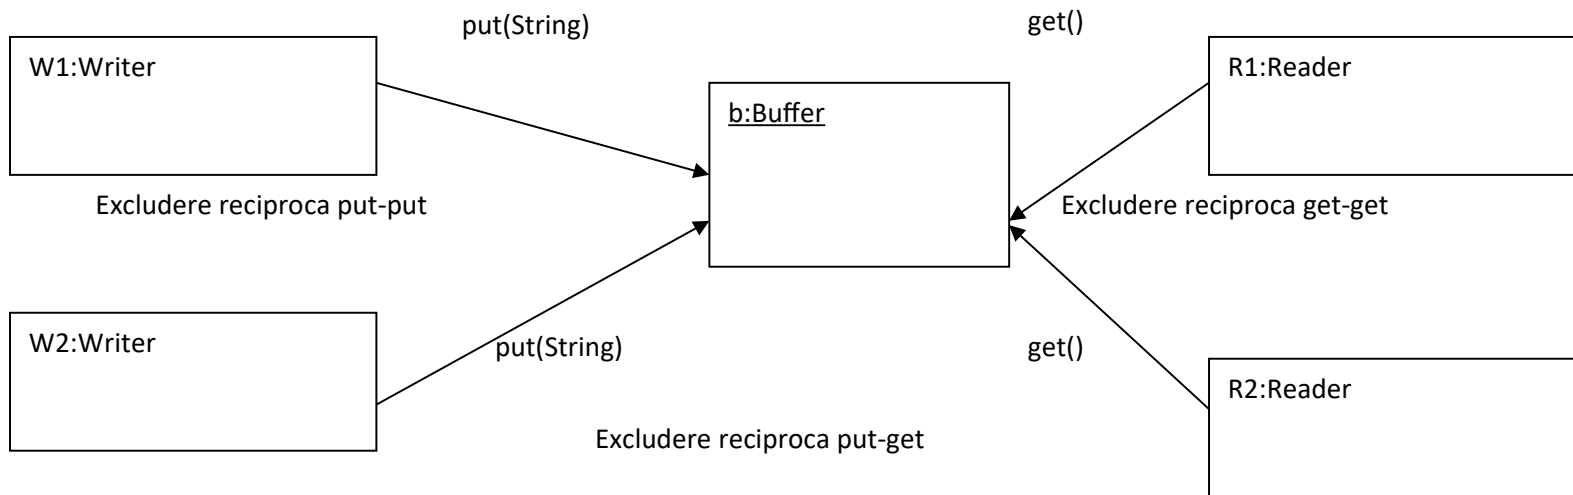 put(String)
get()
W1:Writer
R1:Reader
b:Buffer
Excludere reciproca put-put
Excludere reciproca get-get
W2:Writer
put(String)
get()
R2:Reader
Excludere reciproca put-get